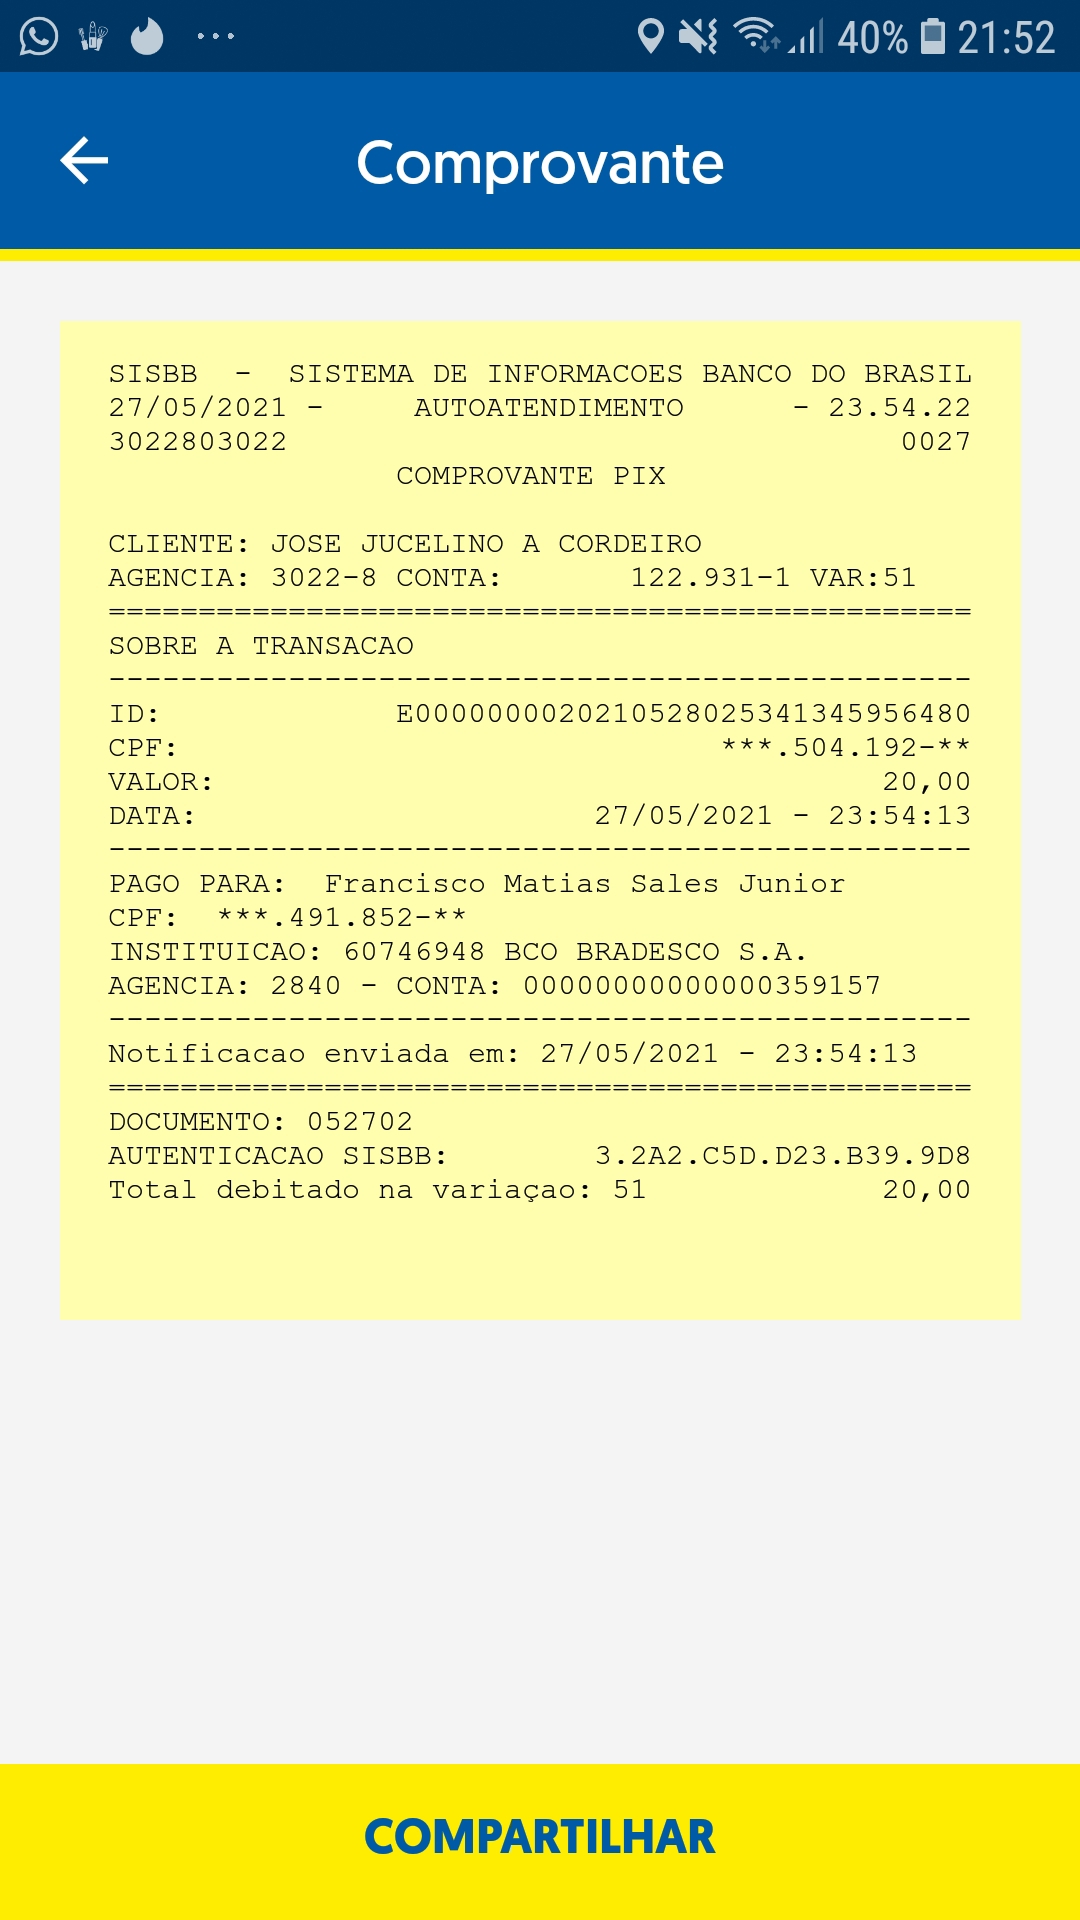 40% 21:52
Comprovante
SISBB - SISTEMA DE INFORMACOES BANCO DO BRASIL
27/05/2021 - AUTOATENDIMENTO - 23.54.22
3022803022 0027
COMPROVANTE PIX
CLIENTE: JOSE JUCELINO A CORDEIRO
AGENCIA: 3022-8 CONTA: 122.931-1 VAR:51
================================================
SOBRE A TRANSACAO
------------------------------------------------
ID: E0000000020210528025341345956480
CPF: ***.504.192-**
VALOR: 20,00
DATA: 27/05/2021 - 23:54:13
------------------------------------------------
PAGO PARA: Francisco Matias Sales Junior
CPF: ***.491.852-**
INSTITUICAO: 60746948 BCO BRADESCO S.A.
AGENCIA: 2840 - CONTA: 00000000000000359157
------------------------------------------------
Notificacao enviada em: 27/05/2021 - 23:54:13
================================================
DOCUMENTO: 052702
AUTENTICACAO SISBB: 3.2A2.C5D.D23.B39.9D8
Total debitado na variaçao: 51 20,00
COMPARTILHAR